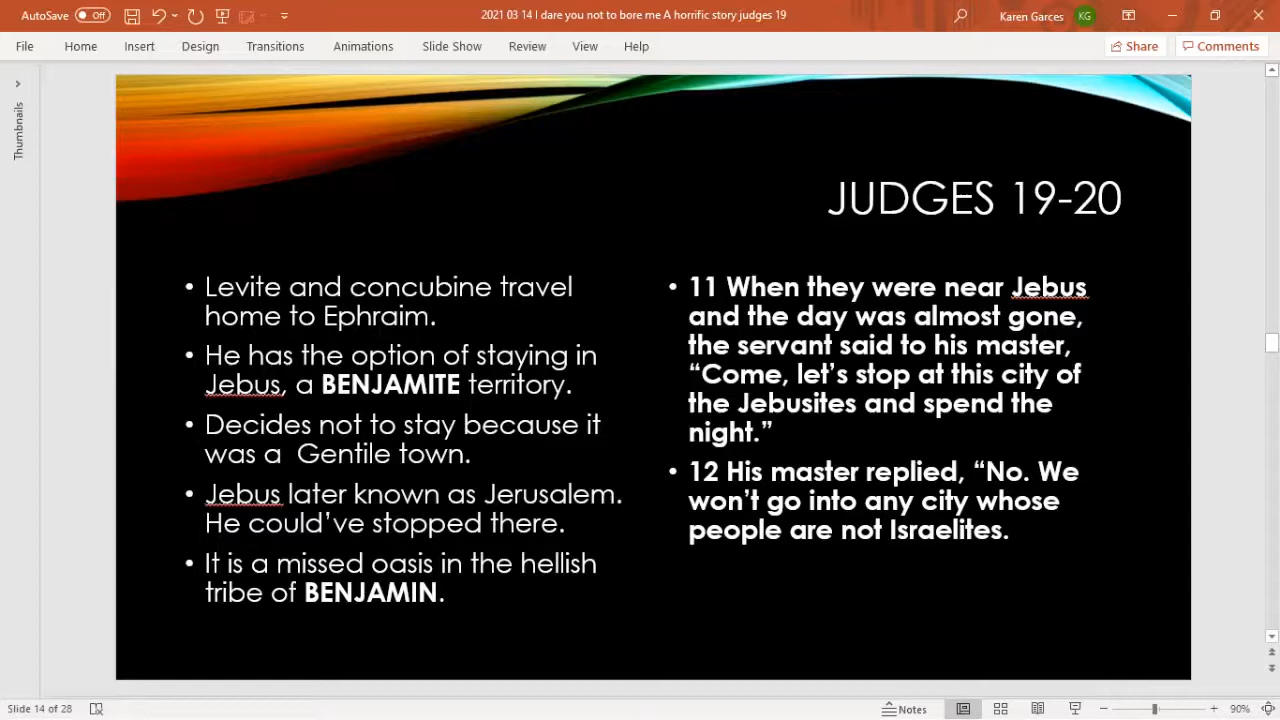 AutoSave Off 2021 03 14 I dare you not to bore me A horrific story judges 19 Karen Garces KG
File Home Insert Design Transitions Animations Slide Show Review View Help Share Comments
Thumbnails
JUDGES 19-20
• Levite and concubine travel
home to Ephraim.
• He has the option of staying in
Jebus, a BENJAMITE territory.
• Decides not to stay because it
was a  Gentile town.
• Jebus later known as Jerusalem.
He could’ve stopped there.
• It is a missed oasis in the hellish
tribe of BENJAMIN.
• 11 When they were near Jebus
and the day was almost gone,
the servant said to his master,
“Come, let’s stop at this city of
the Jebusites and spend the
night.”
• 12 His master replied, “No. We
won’t go into any city whose
people are not Israelites.
Slide 14 of 28 Notes 90%